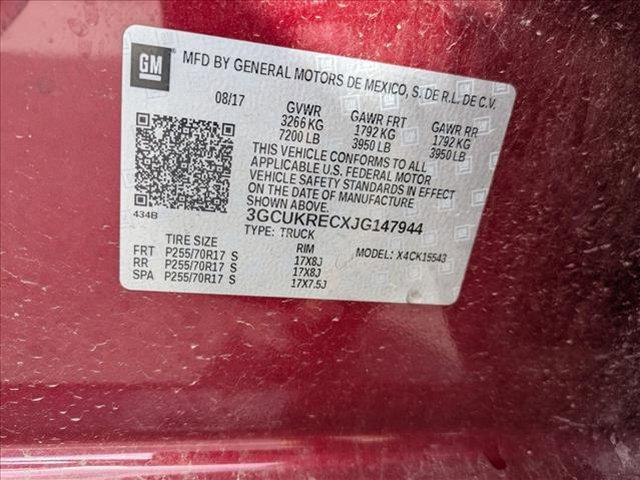 GM
MFD BY GENERAL MOTORS DE MEXICO, S. DE R.L. DE C.V.
08/17 GVWR GAWR FRT GAWR RR
3266 KG 1792 KG 1792 KG
7200 LB 3950 LB 3950 LB
THIS VEHICLE CONFORMS TO ALL
APPLICABLE U.S. FEDERAL MOTOR
VEHICLE SAFETY STANDARDS IN EFFECT
ON THE DATE OF MANUFACTURE
SHOWN ABOVE.
434B
3GCUKRECXJG147944
TYPE: TRUCK
TIRE SIZE RIM MODEL: X4CK15543
FRT P255/70R17 S 17X8J
RR P255/70R17 S 17X8J
SPA P255/70R17 S 17X7.5J